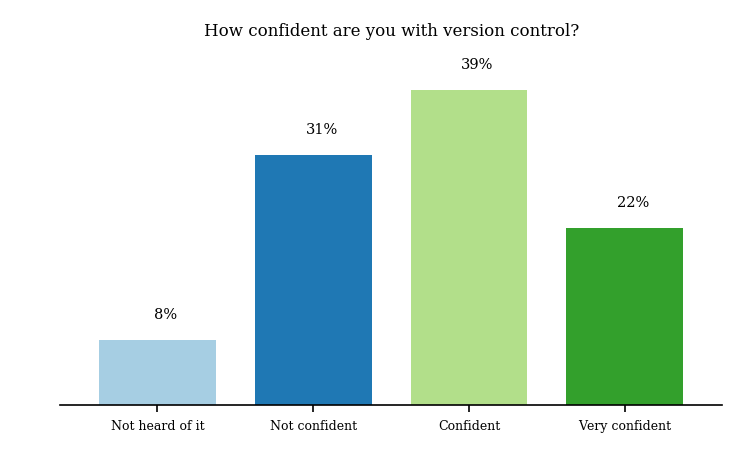 How confident are you with version control?
39%
31%
22%
8%
Not heard of it
Not confident
Confident
Very confident